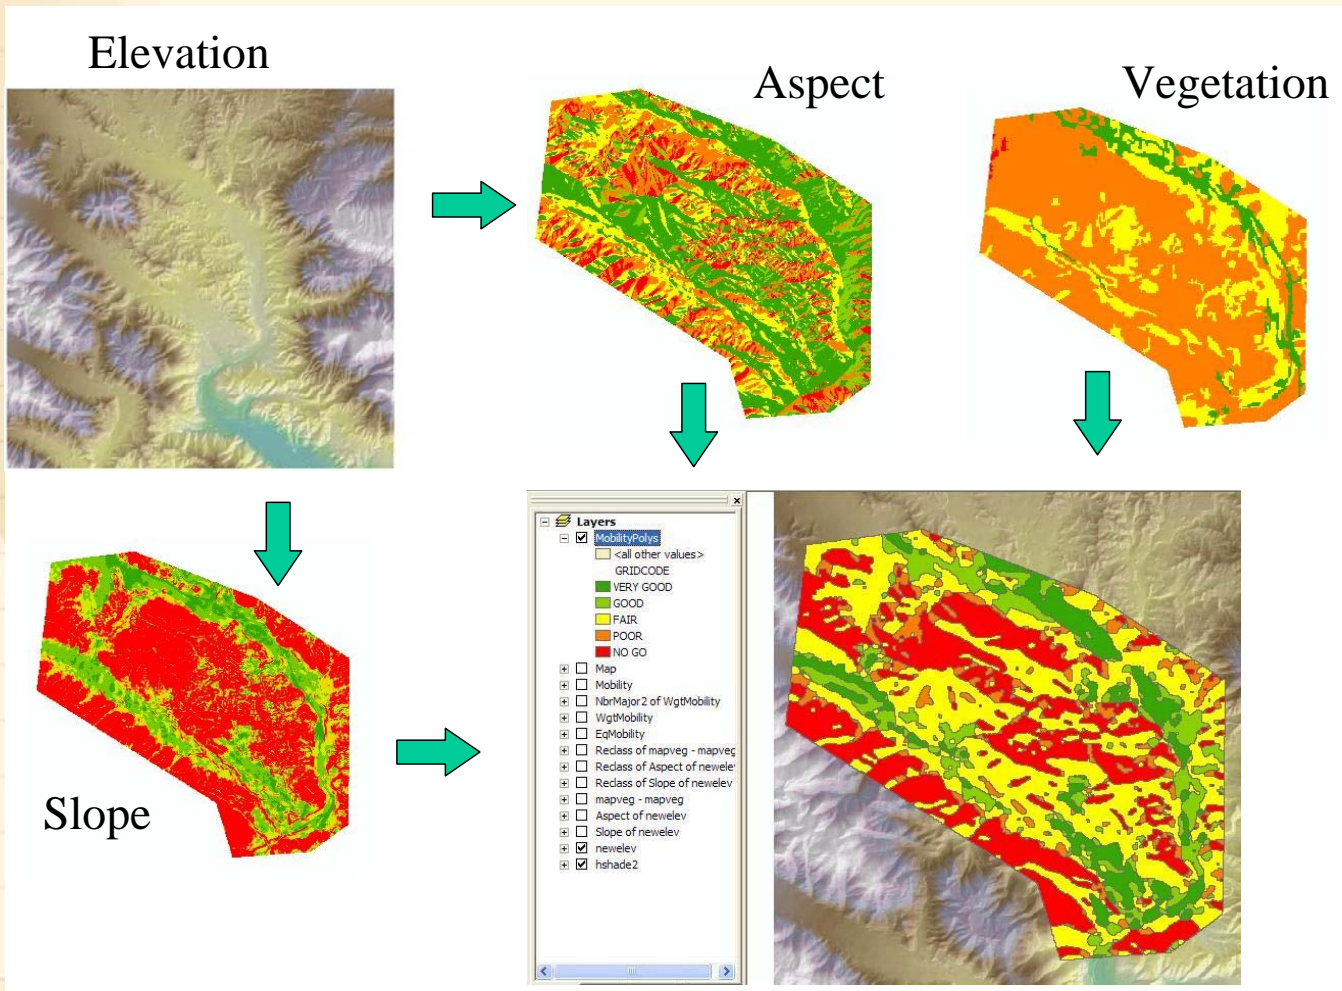 Elevation
Aspect
Vegetation
Slope
Layers
MobilityPolys
<all other values>
GRIDCODE
VERY GOOD
GOOD
FAIR
POOR
NO GO
Map
Mobility
NbrMajor2 of WgtMobility
WgtMobility
EqMobility
Reclass of mapveg - mapveg
Reclass of Aspect of newelev
Reclass of Slope of newelev
mapveg - mapveg
Aspect of newelev
Slope of newelev
newelev
hshade2